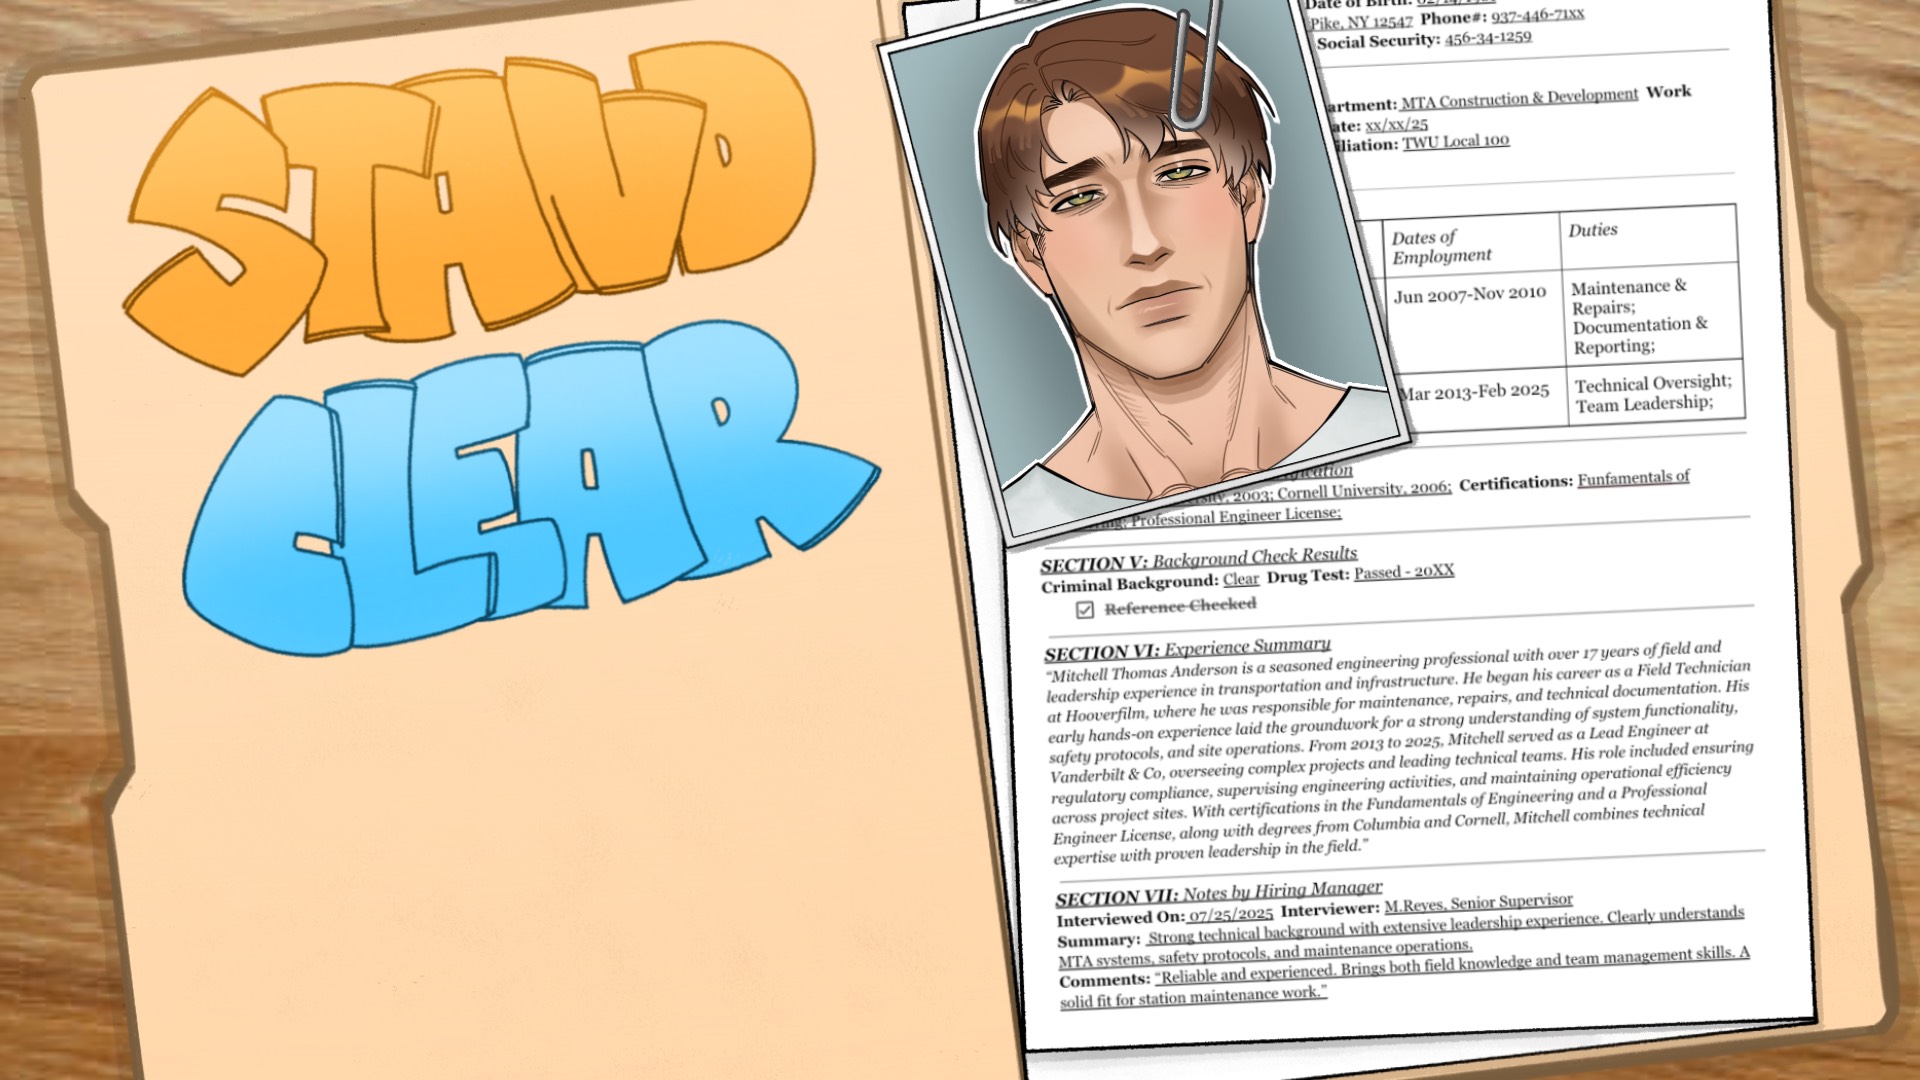 STAND
CLEAR
Date of Birth:
Pike, NY 12547 Phone#: 937-446-71xx
Social Security: 456-34-1259
MTA Construction & Development Work
xx/xx/25
TWU Local 100
Dates of
Employment
Duties
Jun 2007-Nov 2010
Maintenance &
Repairs;
Documentation &
Reporting;
Mar 2013-Feb 2025
Technical Oversight;
Team Leadership;
2003; Cornell University, 2006; Certifications: Funfamentals of
Professional Engineer License;
SECTION V: Background Check Results
Criminal Background: Clear Drug Test: Passed - 20XX
Reference Checked
SECTION VI: Experience Summary
"Mitchell Thomas Anderson is a seasoned engineering professional with over 17 years of field and
leadership experience in transportation and infrastructure. He began his career as a Field Technician
at Hooverfilm, where he was responsible for maintenance, repairs, and technical documentation. His
early hands-on experience laid the groundwork for a strong understanding of system functionality,
safety protocols, and site operations. From 2013 to 2025, Mitchell served as a Lead Engineer at
Vanderbilt & Co, overseeing complex projects and leading technical teams. His role included ensuring
regulatory compliance, supervising engineering activities, and maintaining operational efficiency
across project sites. With certifications in the Fundamentals of Engineering and a Professional
Engineer License, along with degrees from Columbia and Cornell, Mitchell combines technical
expertise with proven leadership in the field."
SECTION VII: Notes by Hiring Manager
Interviewed On: 07/25/2025 Interviewer: M.Reyes, Senior Supervisor
Summary: Strong technical background with extensive leadership experience. Clearly understands
MTA systems, safety protocols, and maintenance operations.
Comments: "Reliable and experienced. Brings both field knowledge and team management skills. A
solid fit for station maintenance work."